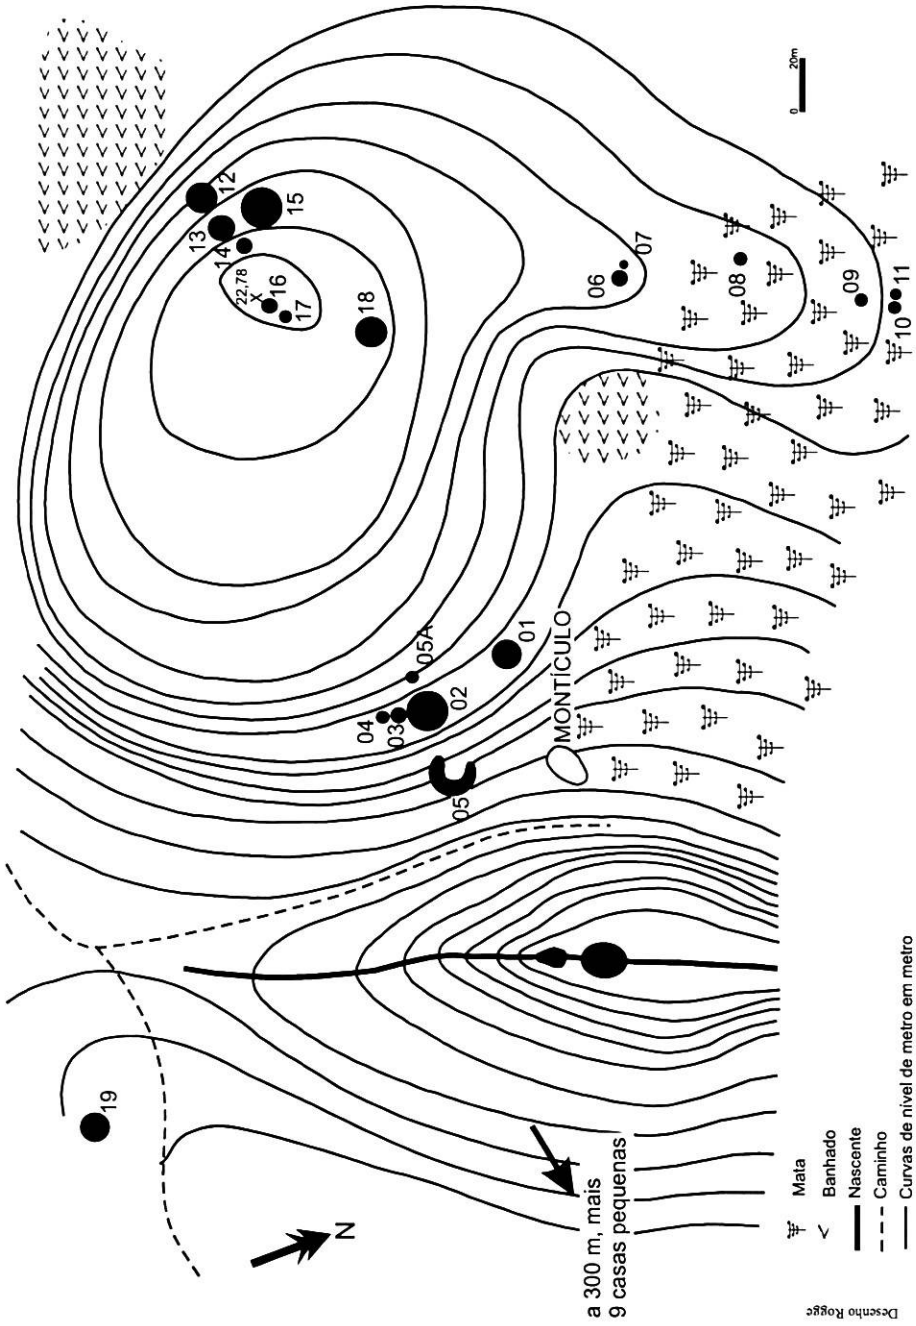 12
13
14
15
22,78
X
16
17
18
06
07
08
09
10
11
0 20m
01
02
03
04
05A
05
MONTÍCULO
19
N
a 300 m, mais
9 casas pequenas
Mata
Banhado
Nascente
Caminho
Curvas de nível de metro em metro
Desenho Rogge